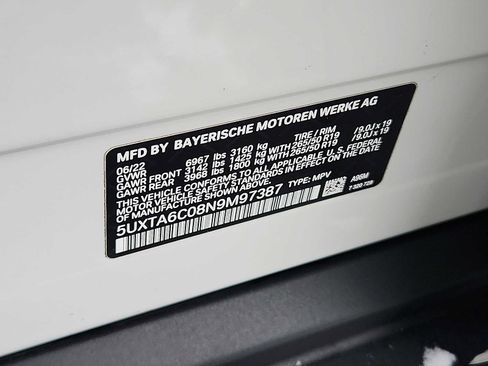 MFD BY BAYERISCHE MOTOREN WERKE AG
06/22 TIRE / RIM
GVWR 6967 lbs 3160 kg
GAWR FRONT 3142 lbs 1425 kg WITH 265/50 R19 / 9.0J x 19
GAWR REAR 3968 lbs 1800 kg WITH 265/50 R19 / 9.0J x 19
THIS VEHICLE CONFORMS TO ALL APPLICABLE U.S. FEDERAL
MOTOR VEHICLE SAFETY STANDARDS IN EFFECT ON THE DATE
OF MANUFACTURE SHOWN ABOVE.
5UXTA6C08N9M97387 TYPE: MPV
A96M